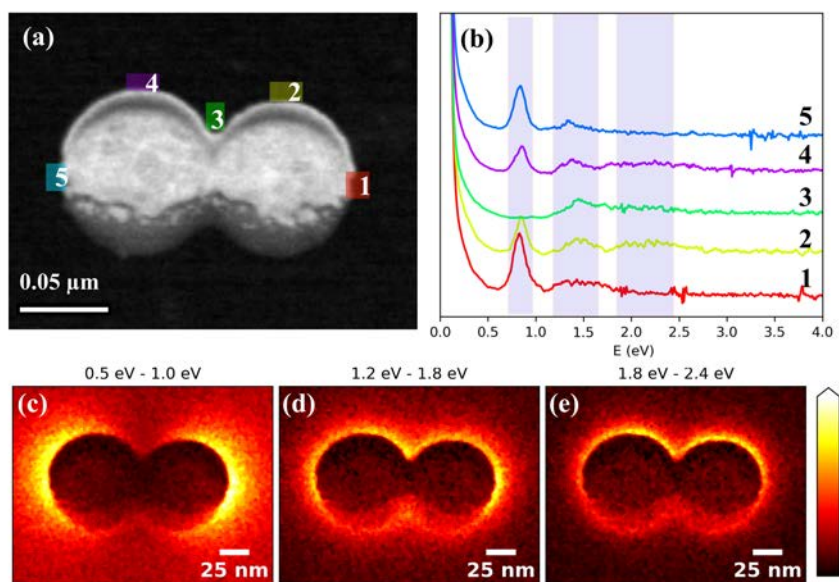 (a)
4
2
3
5
1
0.05 µm
(b)
5
4
3
2
1
0.0 0.5 1.0 1.5 2.0 2.5 3.0 3.5 4.0
E (eV)
0.5 eV - 1.0 eV
1.2 eV - 1.8 eV
1.8 eV - 2.4 eV
(c)
(d)
(e)
25 nm
25 nm
25 nm